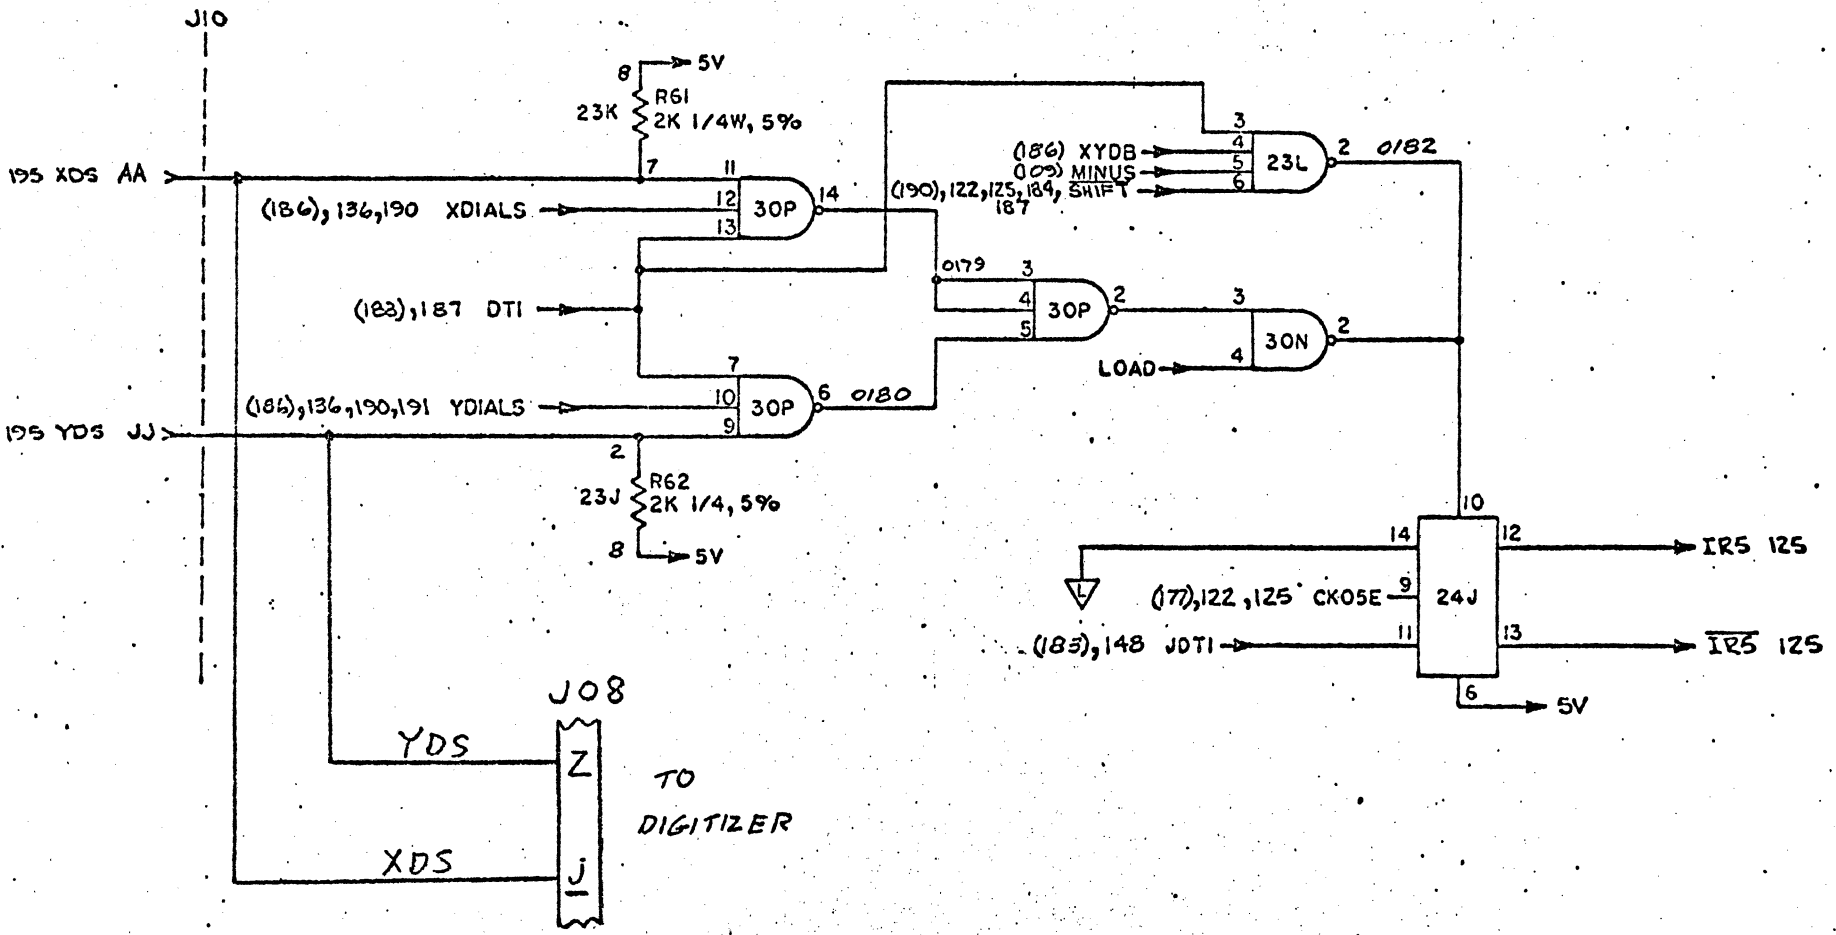 J10
8 5V
23K R61
2K 1/4W, 5%
195 XDS AA
7 11
(186), 136, 190 XDIALS 12 30P 14
13
(183), 187 DTI
7
(186), 136, 190, 191 YDIALS 10 30P 6 0180
195 YDS JJ 9
2
23J R62
2K 1/4, 5%
8 5V
0179 3
4 30P 2
5
3
(186) XYDB 4 23L 2 0182
(109) MINUS 5
(190), 122, 125, 184, SHIFT 6
187
3
30N 2
LOAD 4
10
14 12 IR5 125
(177), 122, 125 CK05E 9 24J
(183), 148 JDTI 11 13 IR5 125
6 5V
L
J08
YDS Z
TO
DIGITIZER
XDS j